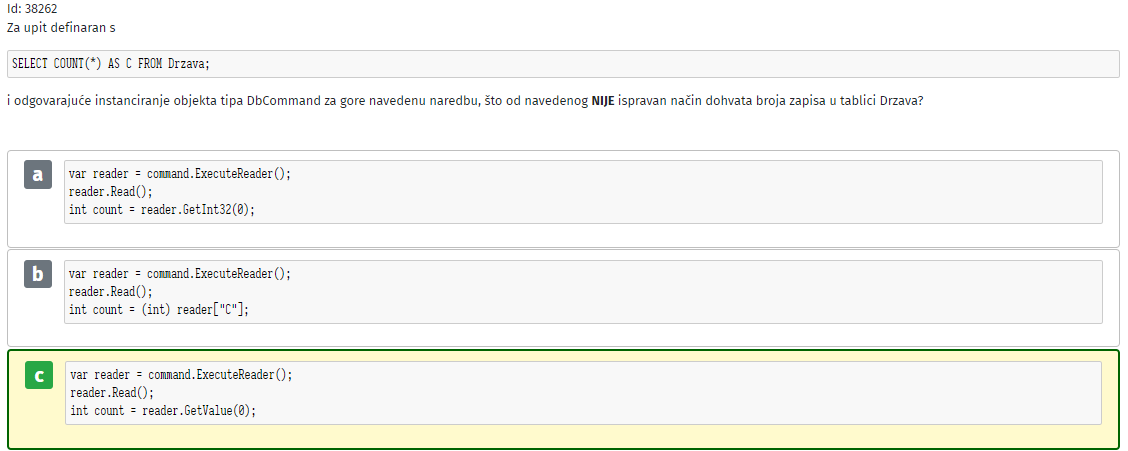 Id: 38262
Za upit definaran s
SELECT COUNT(*) AS C FROM Drzava;
i odgovarajuće instanciranje objekta tipa DbCommand za gore navedenu naredbu, što od navedenog NIJE ispravan način dohvata broja zapisa u tablici Drzava?
a
var reader = command.ExecuteReader();
reader.Read();
int count = reader.GetInt32(0);
b
var reader = command.ExecuteReader();
reader.Read();
int count = (int) reader["C"];
c
var reader = command.ExecuteReader();
reader.Read();
int count = reader.GetValue(0);